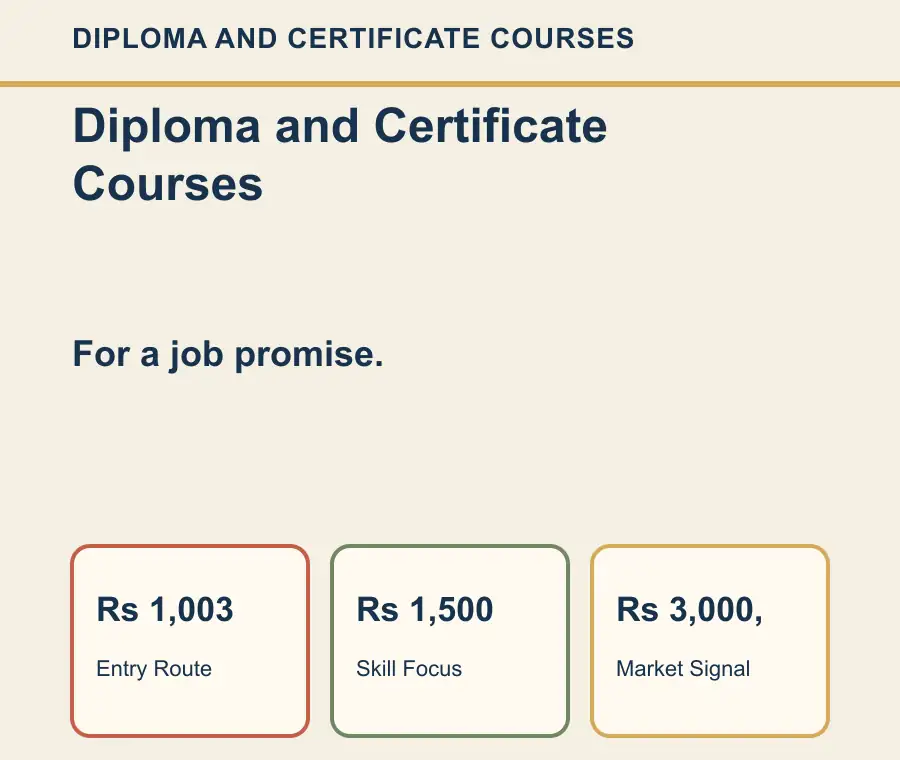 DIPLOMA AND CERTIFICATE COURSES
Diploma and Certificate
Courses
For a job promise.
Rs 1,003
Entry Route
Rs 1,500
Skill Focus
Rs 3,000,
Market Signal